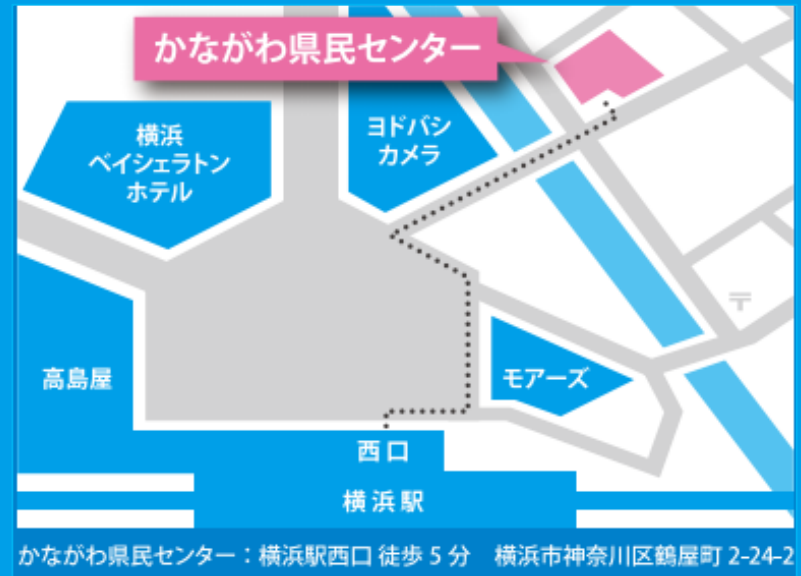 かながわ県民センター
横浜
ベイシェラトン
ホテル
ヨドバシ
カメラ
〒
高島屋
モアーズ
西口
横浜駅
かながわ県民センター：横浜駅西口 徒歩 5 分　横浜市神奈川区鶴屋町 2-24-2